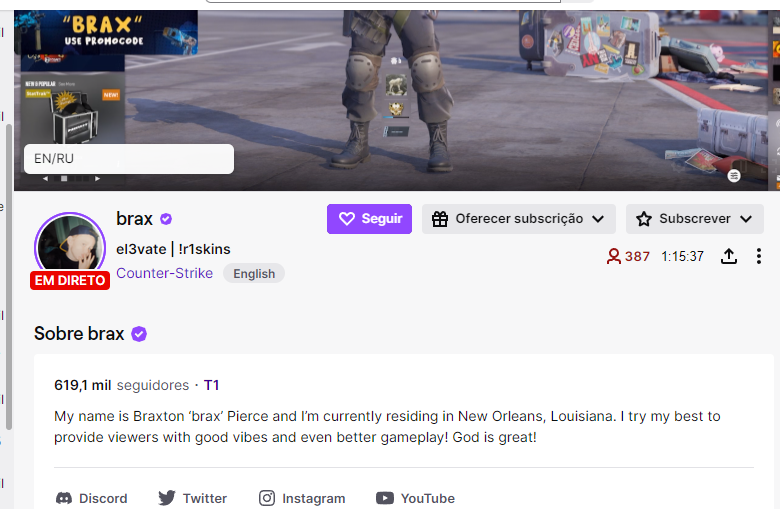 "BRAX"
USE PROMOCODE
NEW & POPULAR
StatTrak™
NEW!
EN/RU
brax
Seguir
Oferecer subscrição
Subscrever
el3vate | !r1skins
387
1:15:37
EM DIRETO
Counter-Strike
English
Sobre brax
619,1 mil seguidores · T1
My name is Braxton ‘brax’ Pierce and I’m currently residing in New Orleans, Louisiana. I try my best to
provide viewers with good vibes and even better gameplay! God is great!
Discord
Twitter
Instagram
YouTube